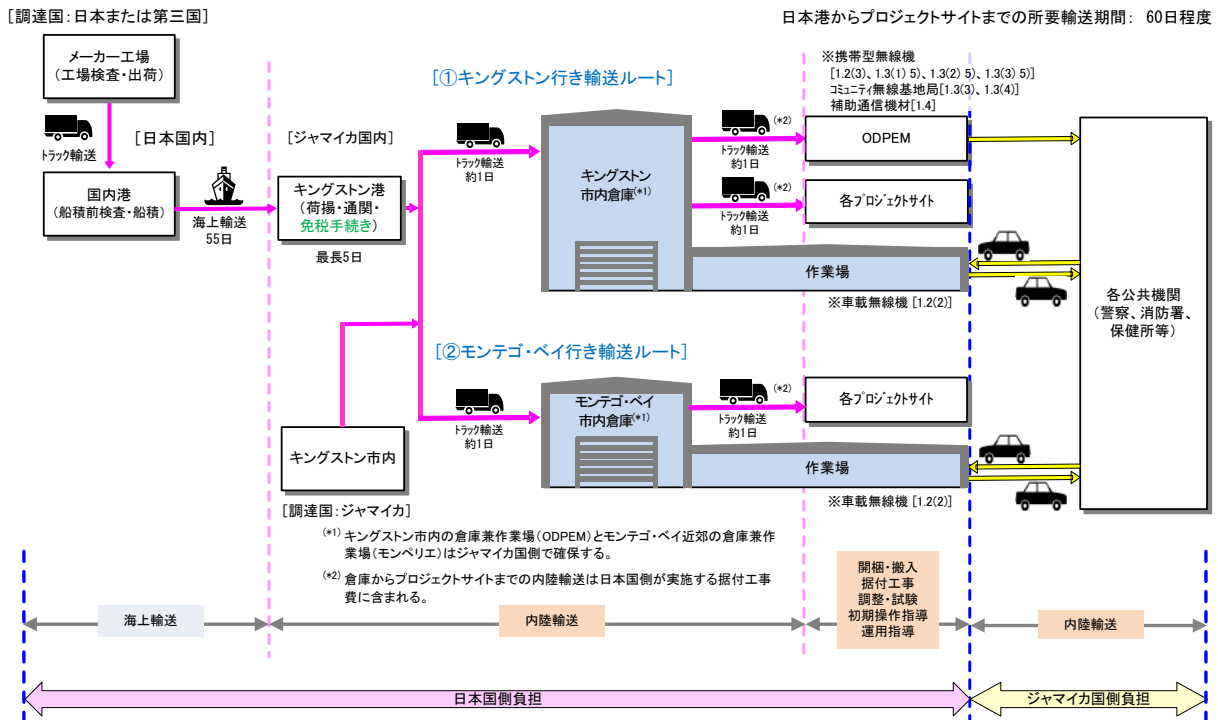 [調達国:日本または第三国]
日本港からプロジェクトサイトまでの所要輸送期間: 60日程度
メーカー工場
(工場検査・出荷)
トラック輸送
[日本国内]
国内港
(船積前検査・船積)
海上輸送
55日
[ジャマイカ国内]
キングストン港
(荷揚・通関・
免税手続き)
最長5日
[①キングストン行き輸送ルート]
トラック輸送
約1日
キングストン
市内倉庫(*1)
(*2)
トラック輸送
約1日
(*2)
トラック輸送
約1日
※携帯型無線機
[1.2(3)、1.3(1) 5)、1.3(2) 5)、1.3(3) 5)]
コミュニティ無線基地局[1.3(3)、1.3(4)]
補助通信機材[1.4]
ODPEM
各プロジェクトサイト
作業場
※車載無線機 [1.2(2)]
各公共機関
(警察、消防署、
保健所等)
[②モンテゴ・ベイ行き輸送ルート]
トラック輸送
約1日
モンテゴ・ベイ
市内倉庫(*1)
(*2)
トラック輸送
約1日
各プロジェクトサイト
作業場
※車載無線機 [1.2(2)]
キングストン市内
[調達国:ジャマイカ]
(*1) キングストン市内の倉庫兼作業場(ODPEM)とモンテゴ・ベイ近郊の倉庫兼作
業場(モンペリエ)はジャマイカ国側で確保する。
(*2) 倉庫からプロジェクトサイトまでの内陸輸送は日本国側が実施する据付工事
費に含まれる。
海上輸送
内陸輸送
開梱・搬入
据付工事
調整・試験
初期操作指導
運用指導
内陸輸送
日本国側負担
ジャマイカ国側負担